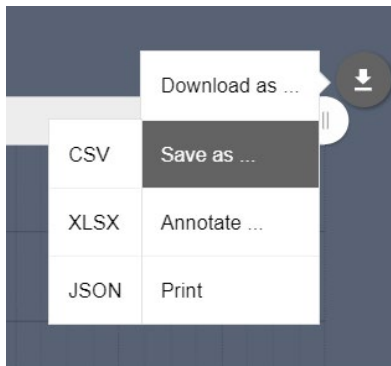 Download as ...
CSV
Save as ...
XLSX
Annotate ...
JSON
Print